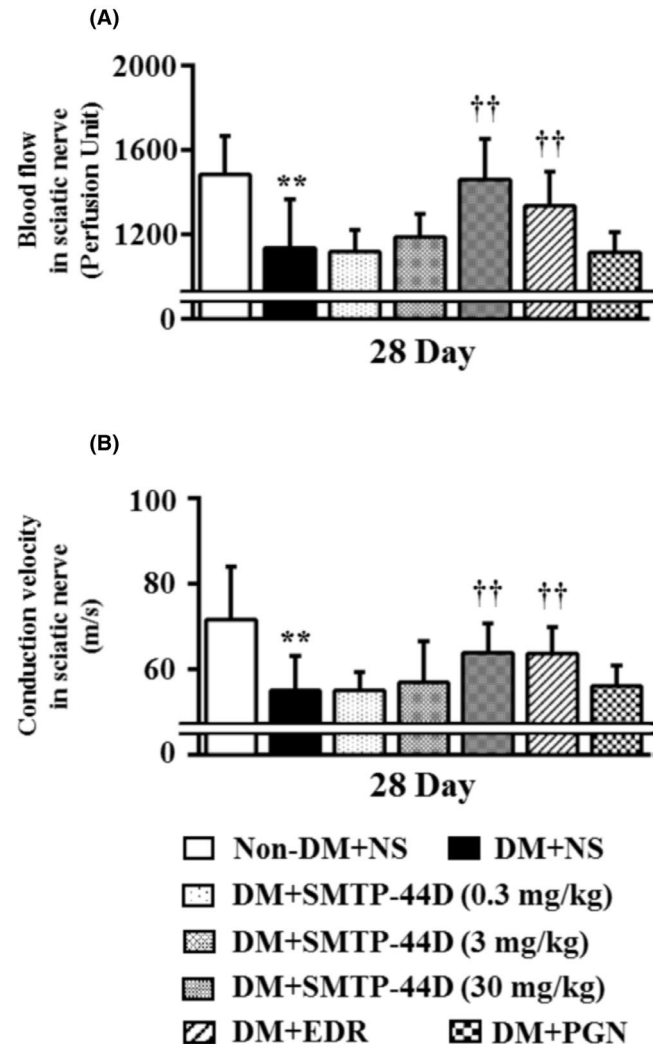 (A)
Blood flow
in sciatic nerve
(Perfusion Unit)
2000
1600
1200
0
**
††
††
28 Day
(B)
Conduction velocity
in sciatic nerve
(m/s)
100
80
60
0
**
††
††
28 Day
Non-DM+NS DM+NS
DM+SMTP-44D (0.3 mg/kg)
DM+SMTP-44D (3 mg/kg)
DM+SMTP-44D (30 mg/kg)
DM+EDR DM+PGN